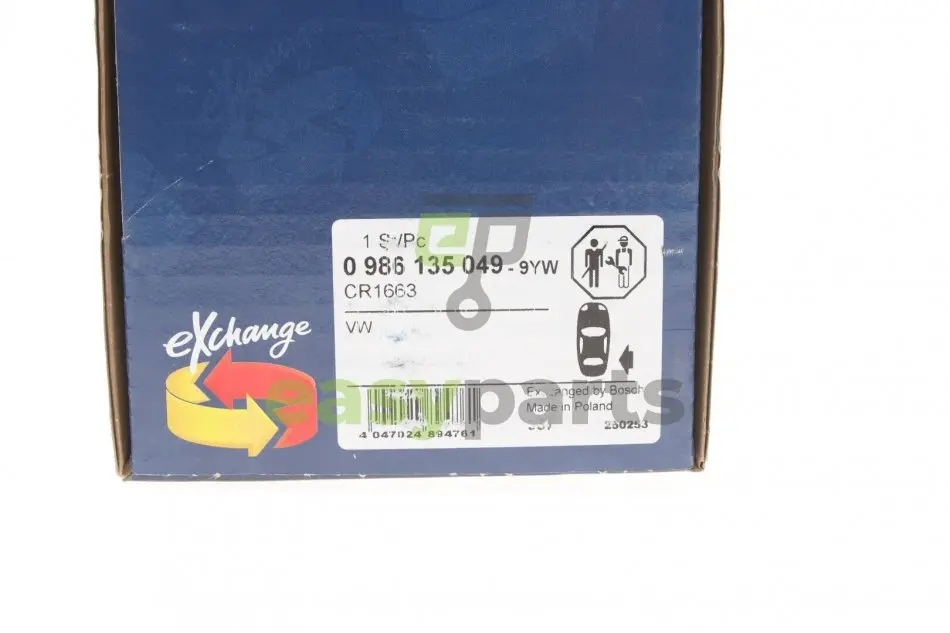 1 St/Pc
0 986 135 049 - 9YW
CR1663
VW
eXchange
easyparts
Exchanged by Bosch
Made in Poland
4 047024 894761
260253